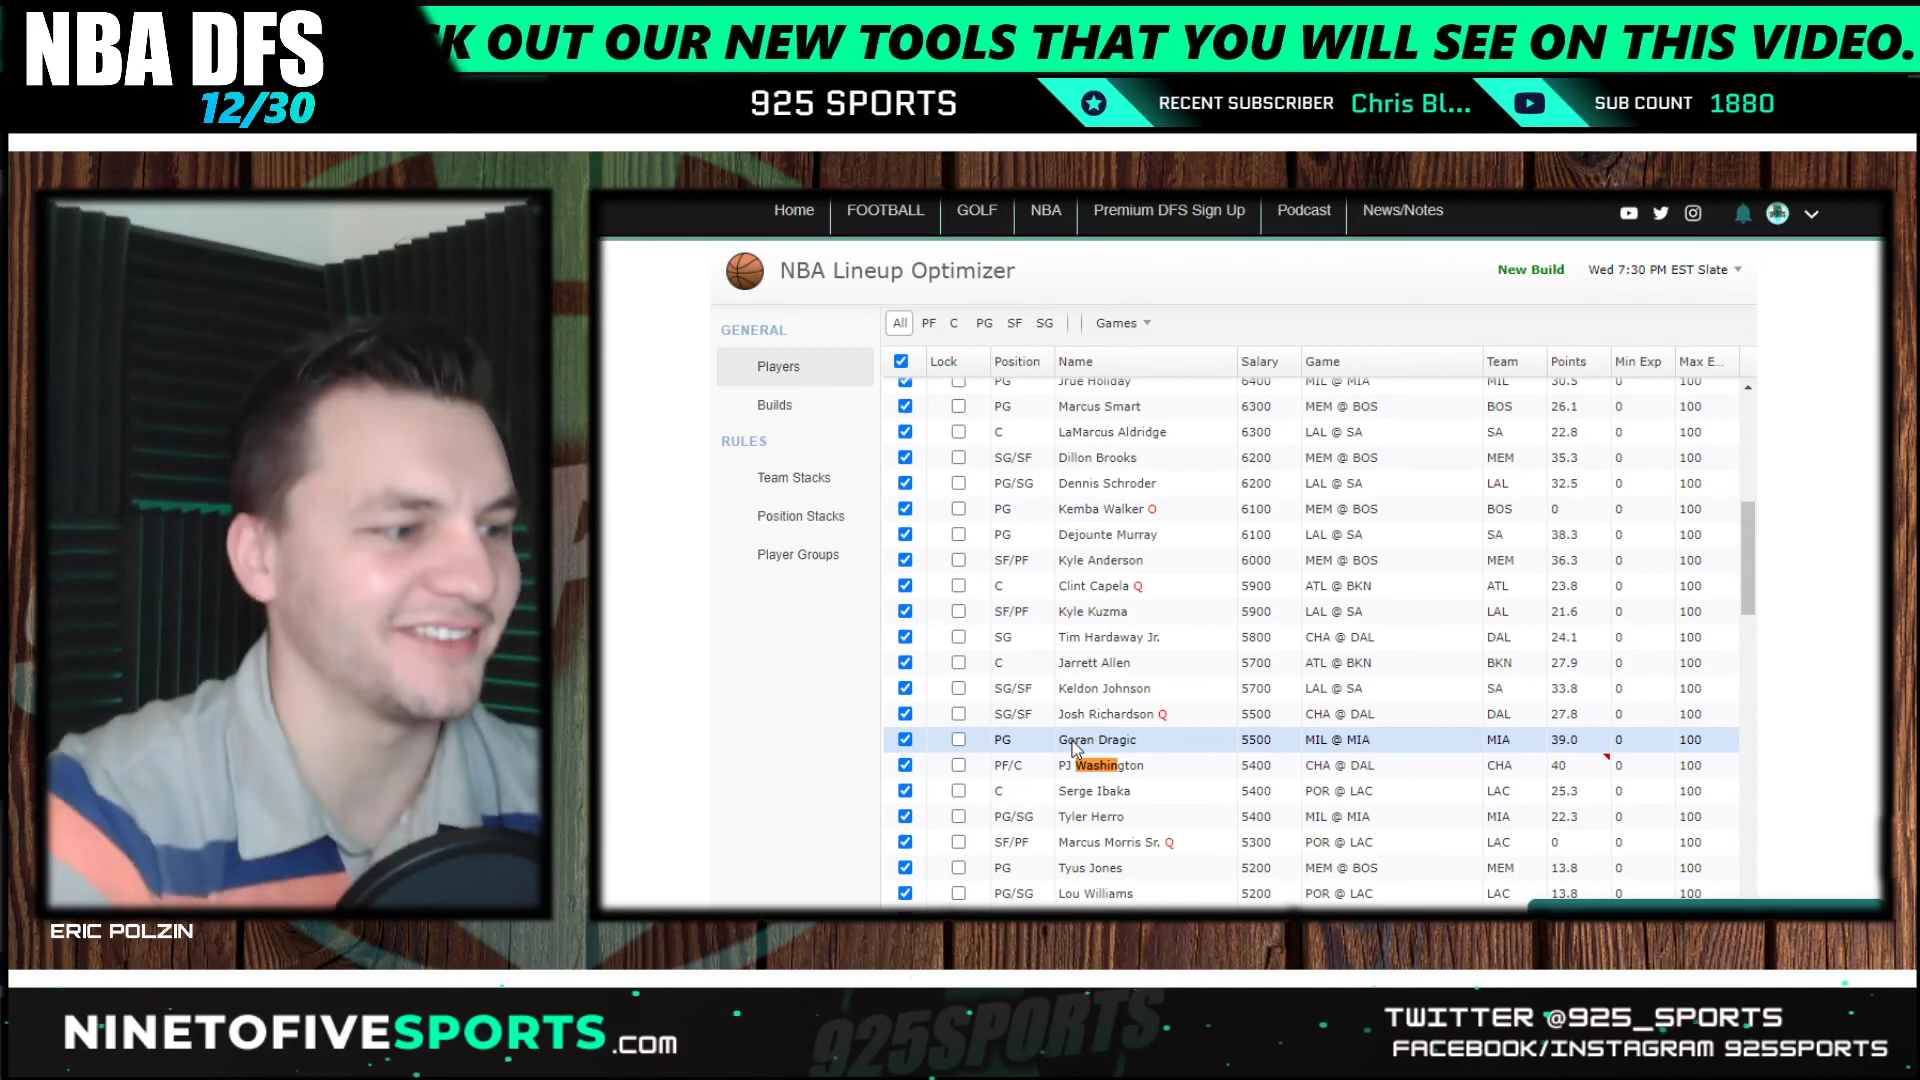 NBA DFS
12/30
CK OUT OUR NEW TOOLS THAT YOU WILL SEE ON THIS VIDEO.
925 SPORTS
RECENT SUBSCRIBER Chris Bl...
SUB COUNT 1880
Home FOOTBALL GOLF NBA Premium DFS Sign Up Podcast News/Notes
NBA Lineup Optimizer
New Build Wed 7:30 PM EST Slate
GENERAL
Players
Builds
RULES
Team Stacks
Position Stacks
Player Groups
All PF C PG SF SG Games
Lock Position Name Salary Game Team Points Min Exp Max E...
PG Jrue Holiday 6400 MIL @ MIA MIL 30.5 0 100
PG Marcus Smart 6300 MEM @ BOS BOS 26.1 0 100
C LaMarcus Aldridge 6300 LAL @ SA SA 22.8 0 100
SG/SF Dillon Brooks 6200 MEM @ BOS MEM 35.3 0 100
PG/SG Dennis Schroder 6200 LAL @ SA LAL 32.5 0 100
PG Kemba Walker O 6100 MEM @ BOS BOS 0 0 100
PG Dejounte Murray 6100 LAL @ SA SA 38.3 0 100
SF/PF Kyle Anderson 6000 MEM @ BOS MEM 36.3 0 100
C Clint Capela Q 5900 ATL @ BKN ATL 23.8 0 100
SF/PF Kyle Kuzma 5900 LAL @ SA LAL 21.6 0 100
SG Tim Hardaway Jr. 5800 CHA @ DAL DAL 24.1 0 100
C Jarrett Allen 5700 ATL @ BKN BKN 27.9 0 100
SG/SF Keldon Johnson 5700 LAL @ SA SA 33.8 0 100
SG/SF Josh Richardson Q 5500 CHA @ DAL DAL 27.8 0 100
PG Goran Dragic 5500 MIL @ MIA MIA 39.0 0 100
PF/C PJ Washington 5400 CHA @ DAL CHA 40 0 100
C Serge Ibaka 5400 POR @ LAC LAC 25.3 0 100
PG/SG Tyler Herro 5400 MIL @ MIA MIA 22.3 0 100
SF/PF Marcus Morris Sr. Q 5300 POR @ LAC LAC 0 0 100
PG Tyus Jones 5200 MEM @ BOS MEM 13.8 0 100
PG/SG Lou Williams 5200 POR @ LAC LAC 13.8 0 100
ERIC POLZIN
NINETOFIVESPORTS.com
925SPORTS
TWITTER @925_SPORTS
FACEBOOK/INSTAGRAM 925SPORTS